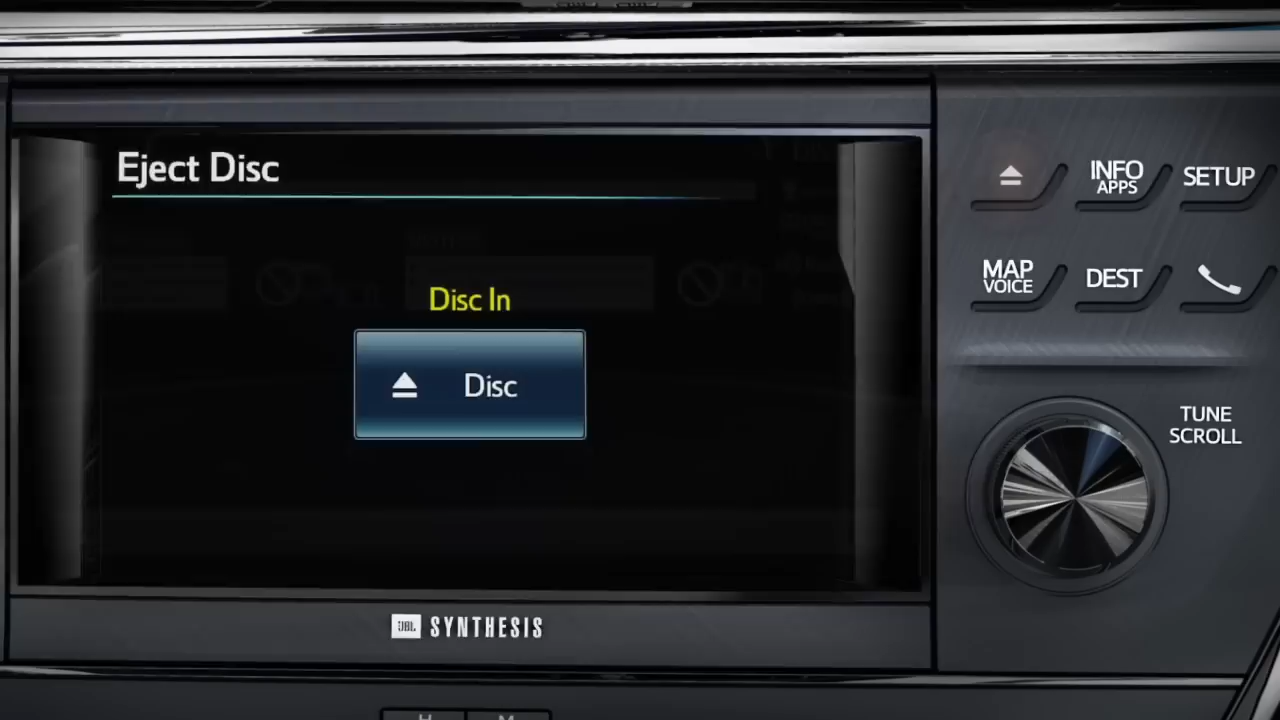 Eject Disc
Disc In
Disc
JBL SYNTHESIS
INFO
APPS
SETUP
MAP
VOICE
DEST
TUNE
SCROLL